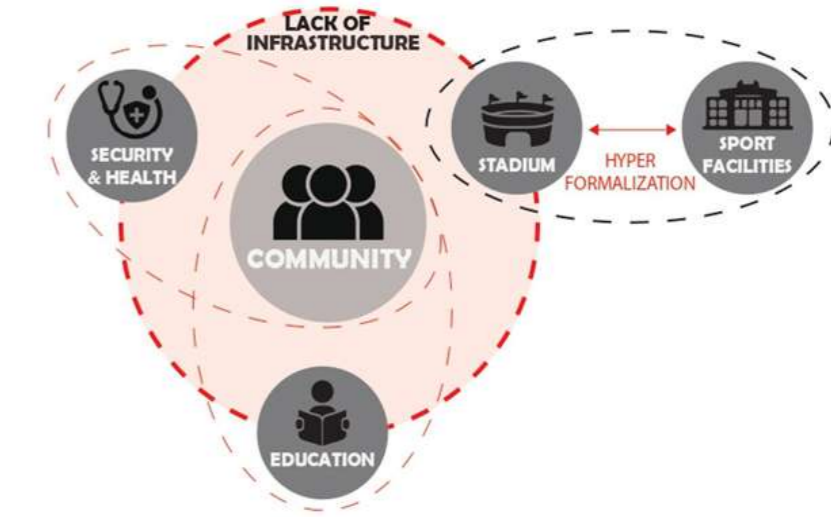 LACK OF
INFRASTRUCTURE
SECURITY
& HEALTH
STADIUM
HYPER
FORMALIZATION
SPORT
FACILITIES
COMMUNITY
EDUCATION